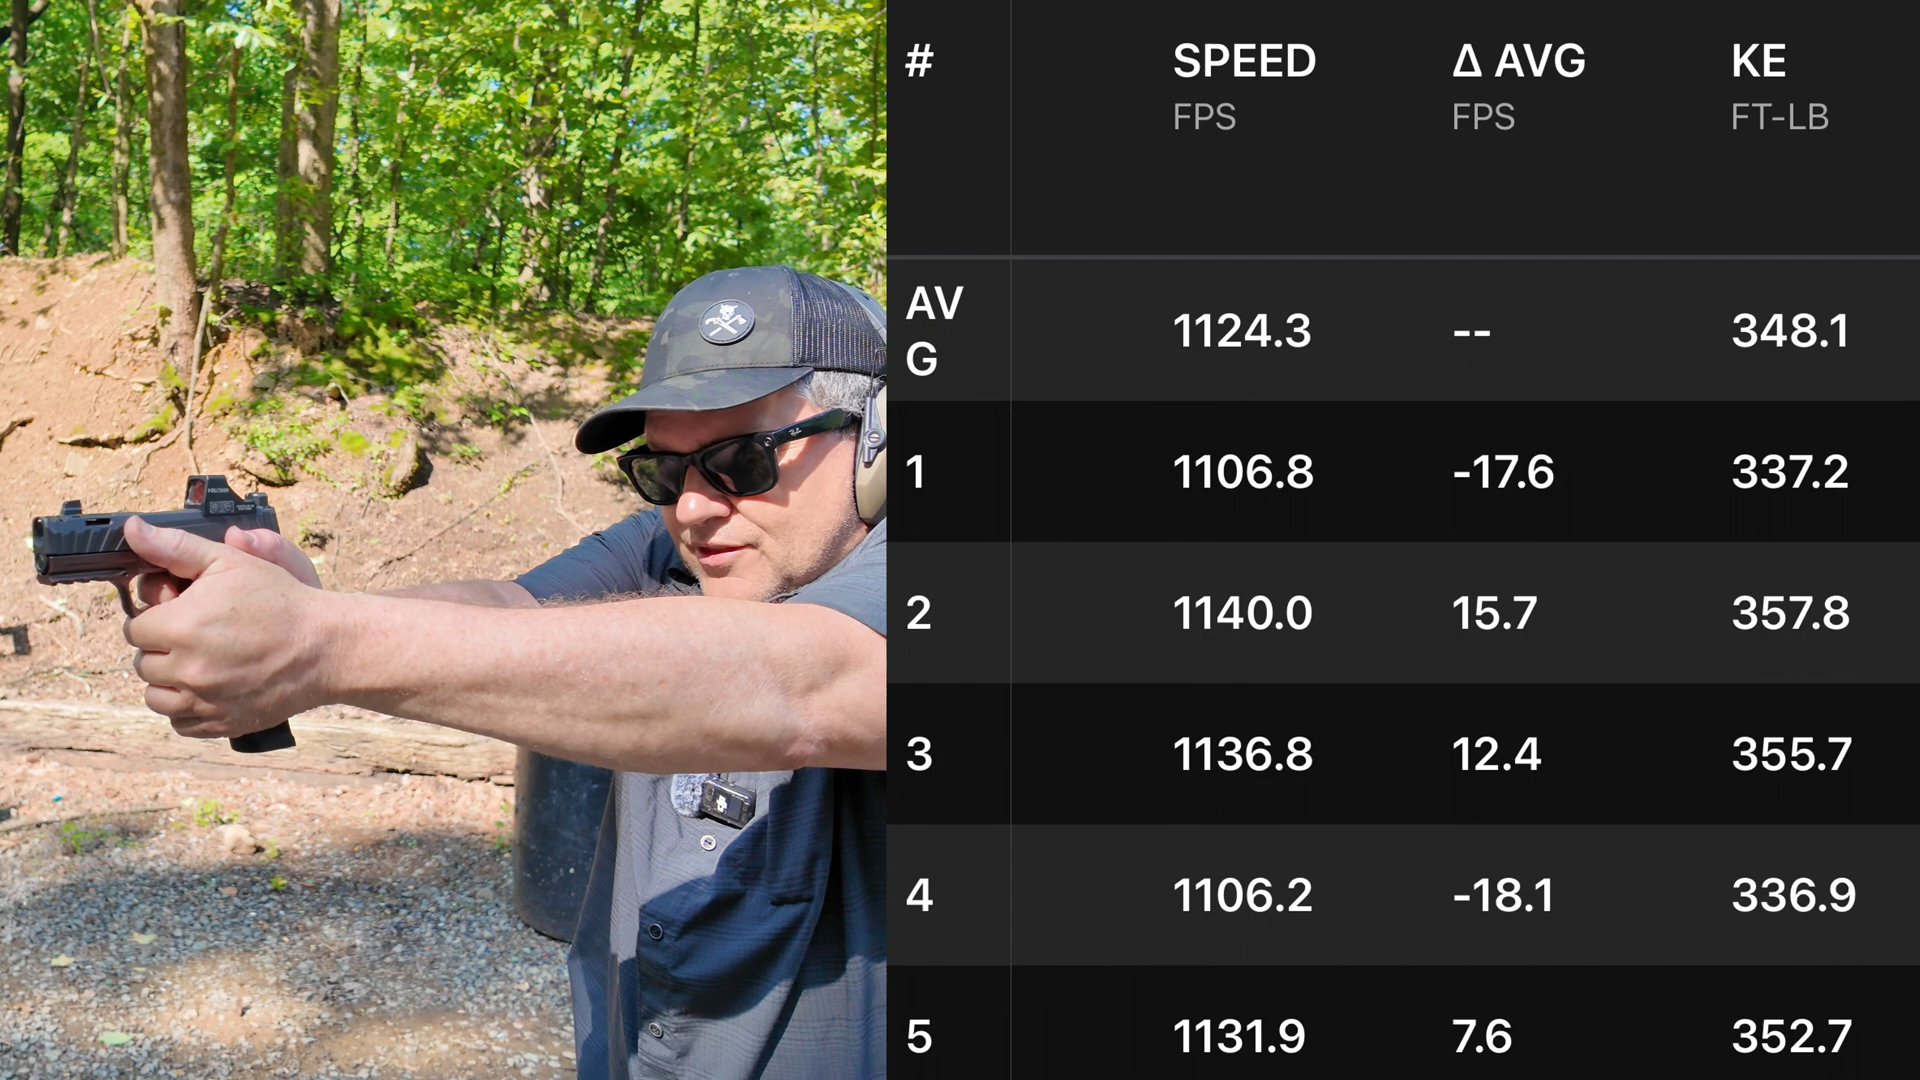 # SPEED Δ AVG KE
FPS FPS FT-LB
AVG 1124.3 -- 348.1
1 1106.8 -17.6 337.2
2 1140.0 15.7 357.8
3 1136.8 12.4 355.7
4 1106.2 -18.1 336.9
5 1131.9 7.6 352.7